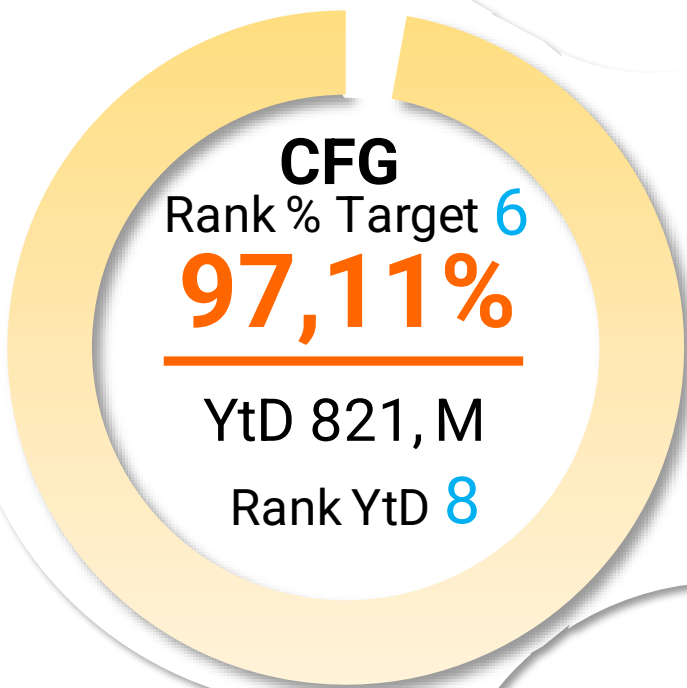 CFG
Rank % Target 6
97,11%
YtD 821, M
Rank YtD 8